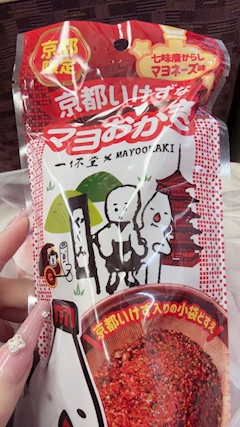 京都
限定
七味唐がらし
マヨネーズ味
京都いけずな
マヨおかき
一休堂 × MAYOOKAKI
京都いけず入りの小袋どすえ